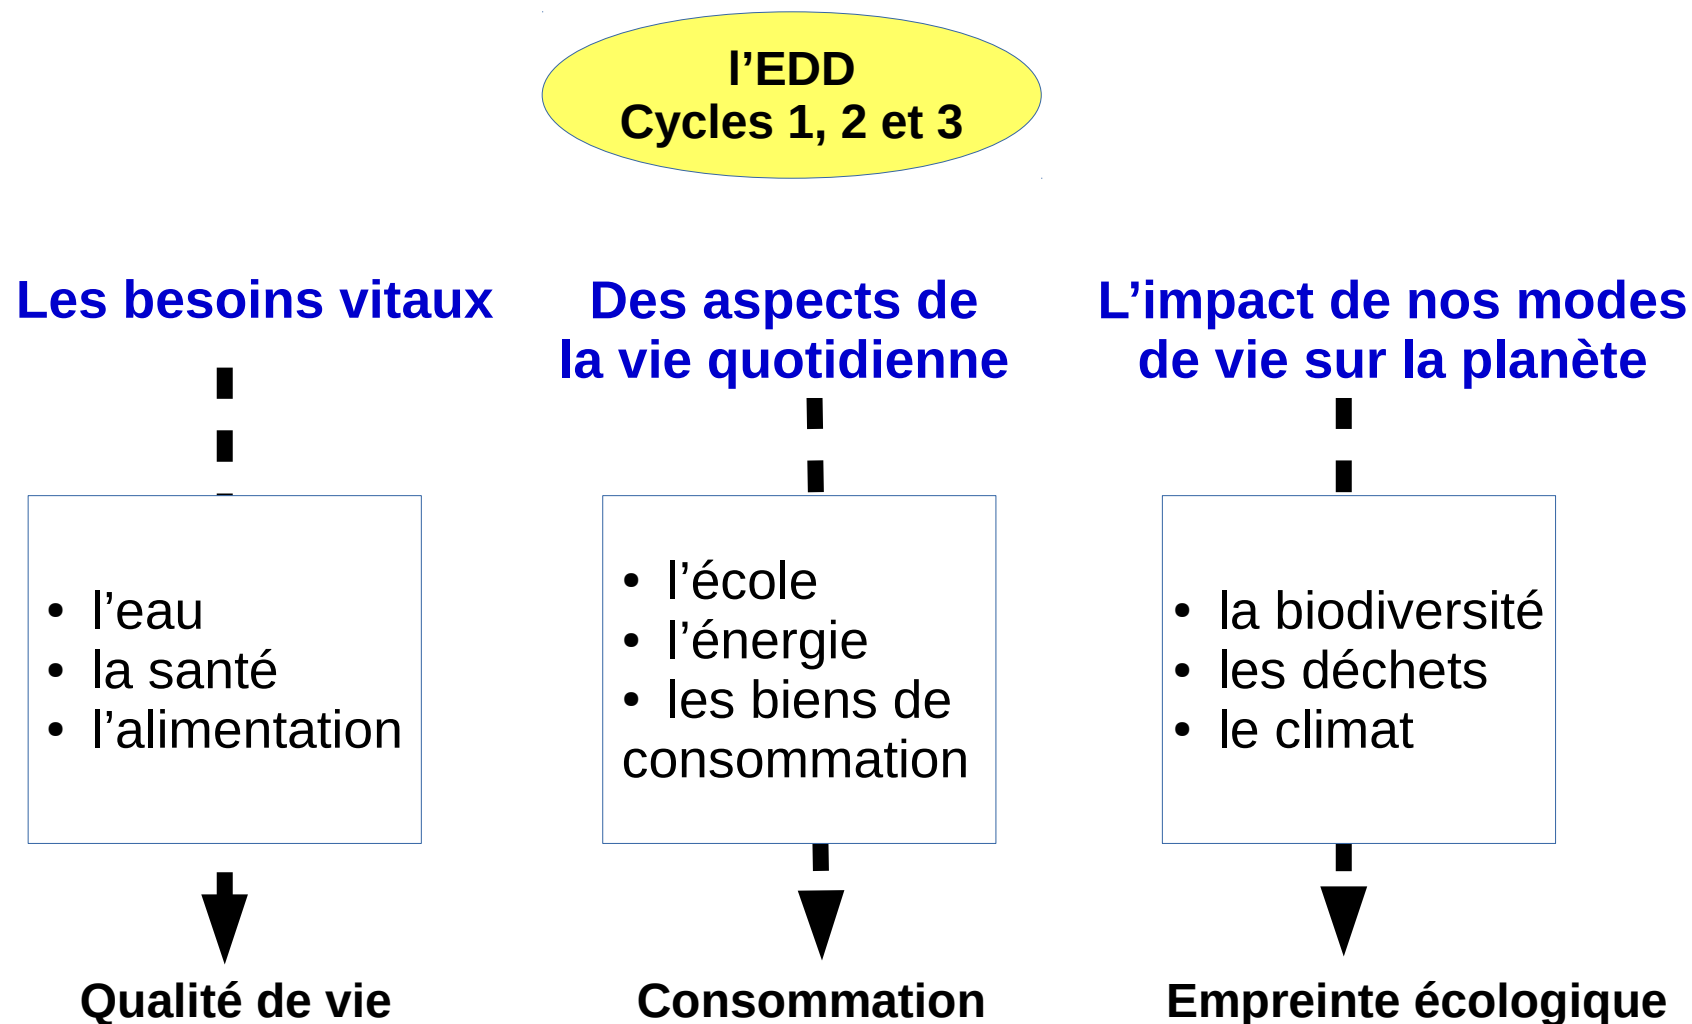 l’EDD
Cycles 1, 2 et 3
Les besoins vitaux
Des aspects de
la vie quotidienne
L’impact de nos modes
de vie sur la planète
• l’eau
• la santé
• l’alimentation
• l’école
• l’énergie
• les biens de
consommation
• la biodiversité
• les déchets
• le climat
Qualité de vie
Consommation
Empreinte écologique